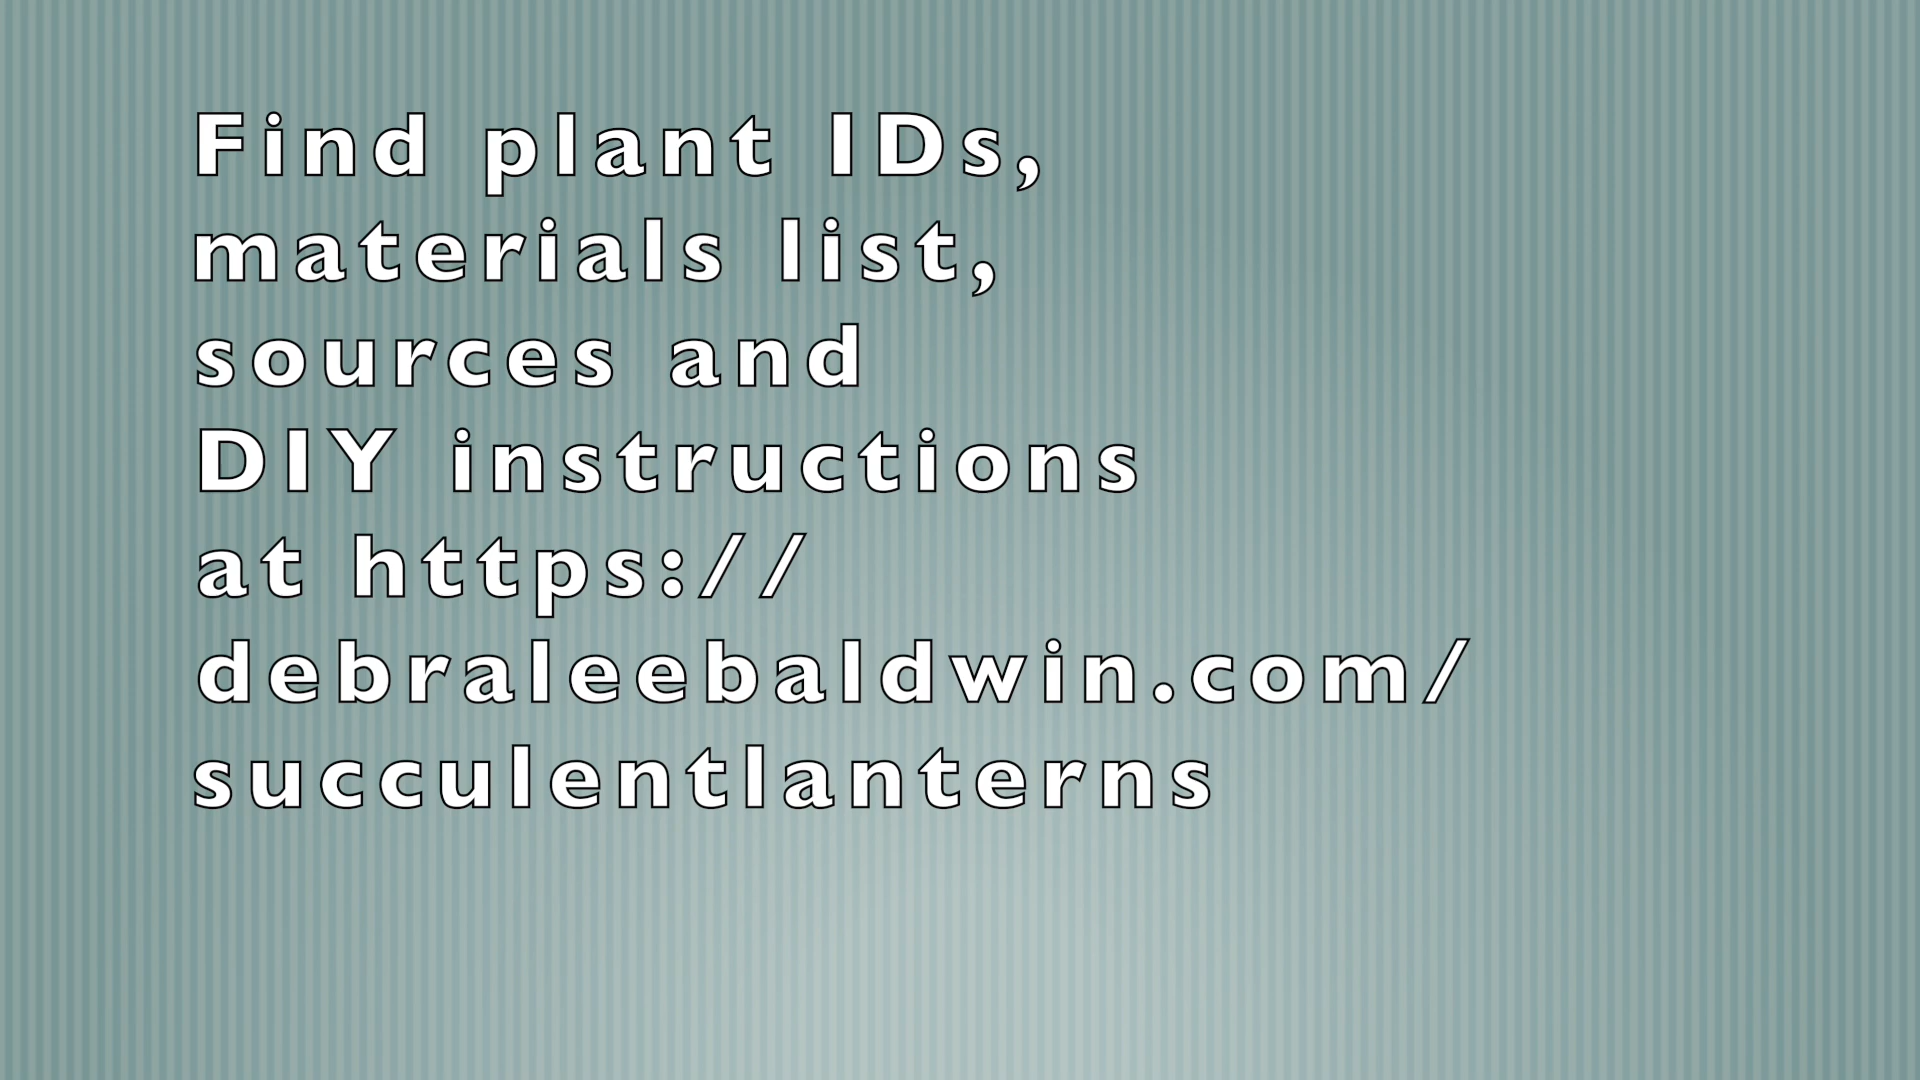 Find plant IDs,
materials list,
sources and
DIY instructions
at https://
debraleebaldwin.com/
succulentlanterns